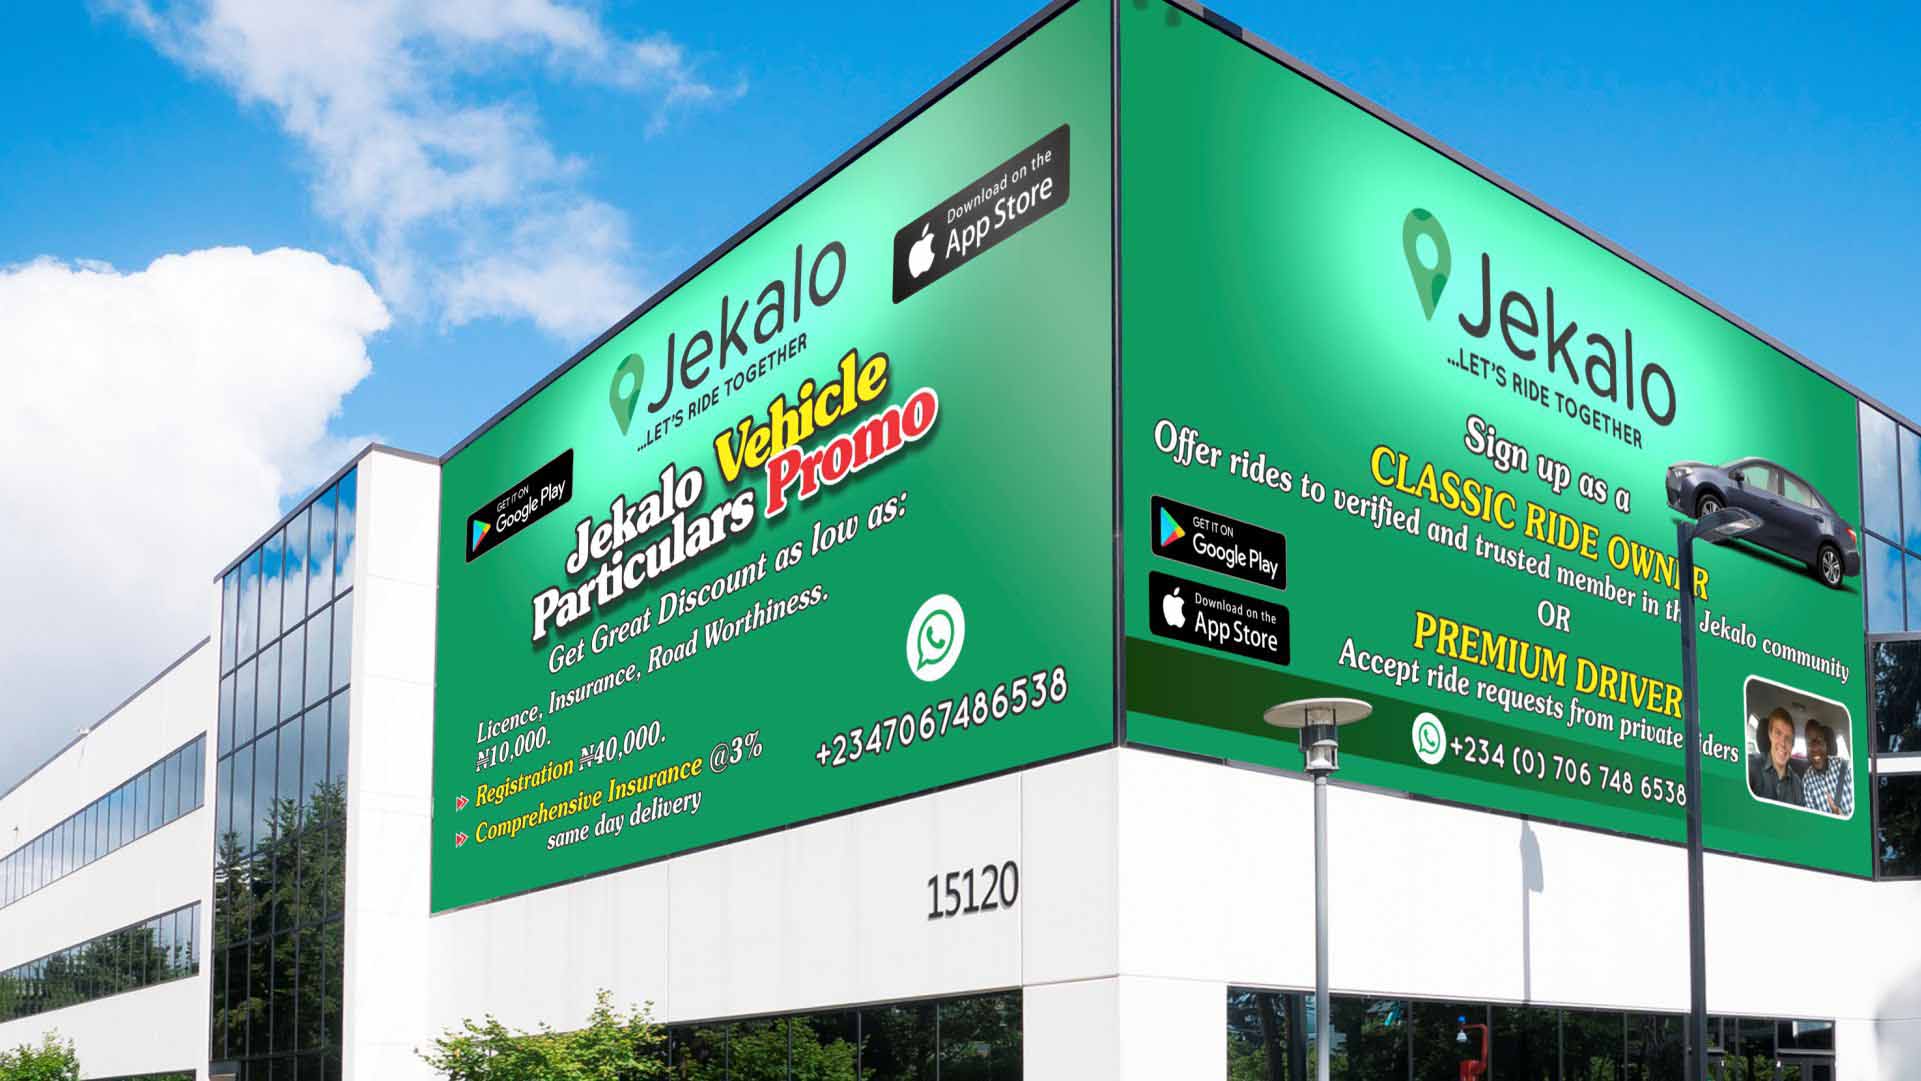 Download on the
App Store
Jekalo
...LET'S RIDE TOGETHER
GET IT ON
Google Play
Jekalo Vehicle
Particulars Promo
Get Great Discount as low as:
Licence, Insurance, Road Worthiness.
₦10,000.
Registration ₦40,000.
Comprehensive Insurance @3%
same day delivery
+2347067486538
15120
Jekalo
...LET'S RIDE TOGETHER
Sign up as a
CLASSIC RIDE OWNER
Offer rides to verified and trusted member in the Jekalo community
OR
PREMIUM DRIVER
Accept ride requests from private riders
GET IT ON
Google Play
Download on the
App Store
+234 (0) 706 748 6538